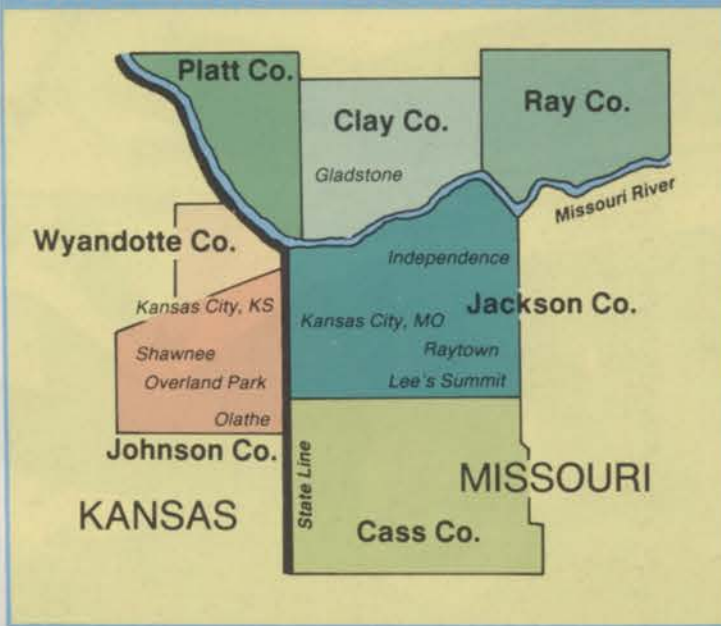 Platt Co.
Clay Co.
Ray Co.
Gladstone
Missouri River
Wyandotte Co.
Independence
Kansas City, KS
Kansas City, MO
Jackson Co.
Shawnee
Raytown
Overland Park
Lee's Summit
Olathe
Johnson Co.
State Line
MISSOURI
KANSAS
Cass Co.